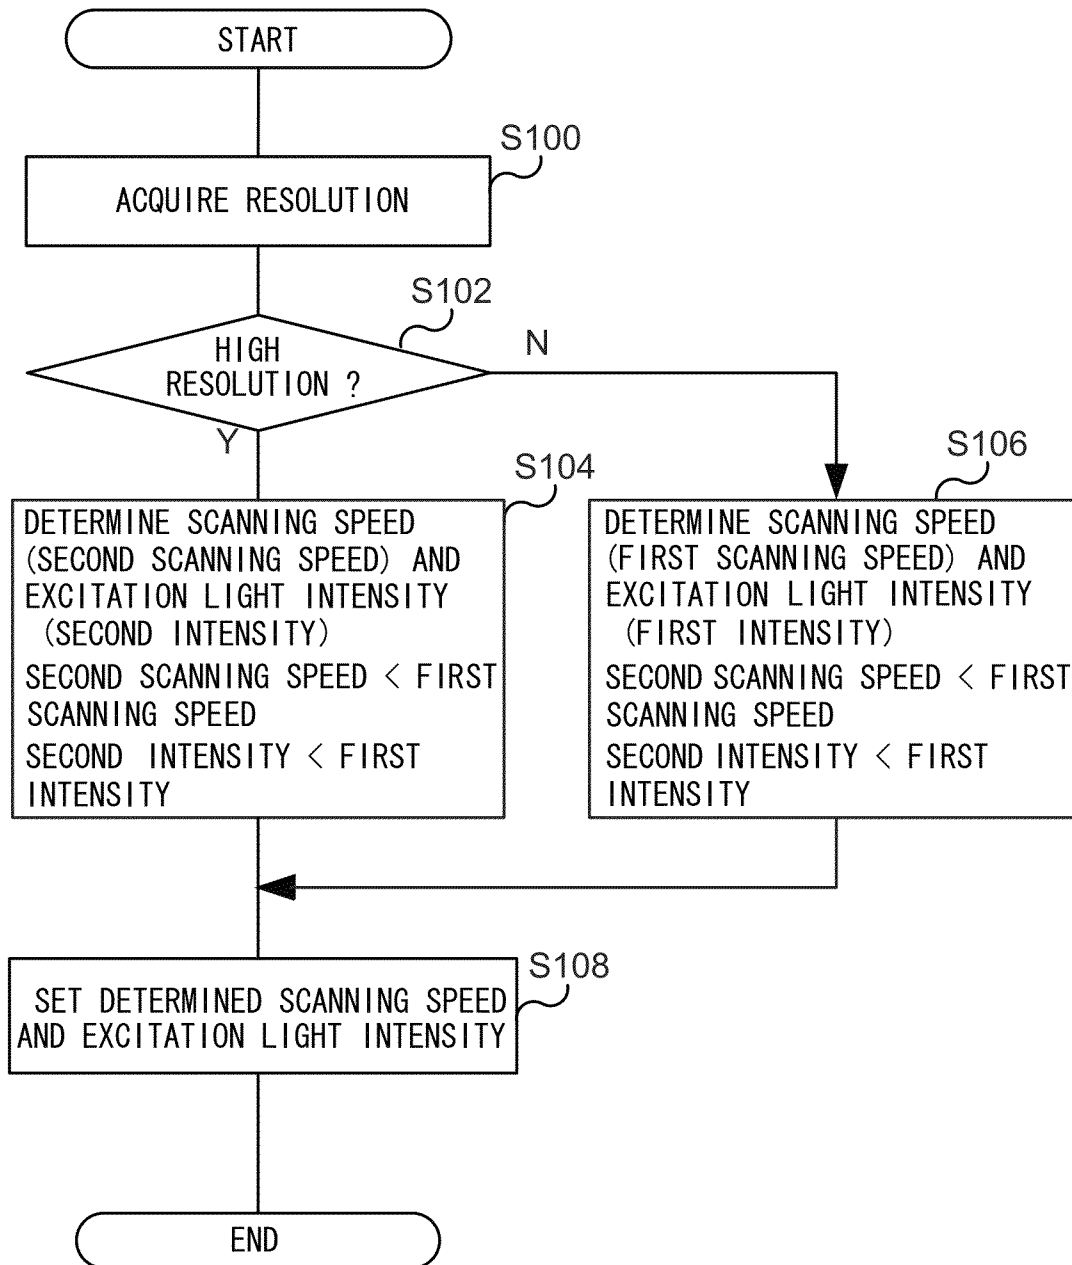 START
S100
ACQUIRE RESOLUTION
S102
HIGH
RESOLUTION ?
N
Y
S104
DETERMINE SCANNING SPEED
(SECOND SCANNING SPEED) AND
EXCITATION LIGHT INTENSITY
(SECOND INTENSITY)
SECOND SCANNING SPEED < FIRST
SCANNING SPEED
SECOND INTENSITY < FIRST
INTENSITY
S106
DETERMINE SCANNING SPEED
(FIRST SCANNING SPEED) AND
EXCITATION LIGHT INTENSITY
(FIRST INTENSITY)
SECOND SCANNING SPEED < FIRST
SCANNING SPEED
SECOND INTENSITY < FIRST
INTENSITY
S108
SET DETERMINED SCANNING SPEED
AND EXCITATION LIGHT INTENSITY
END